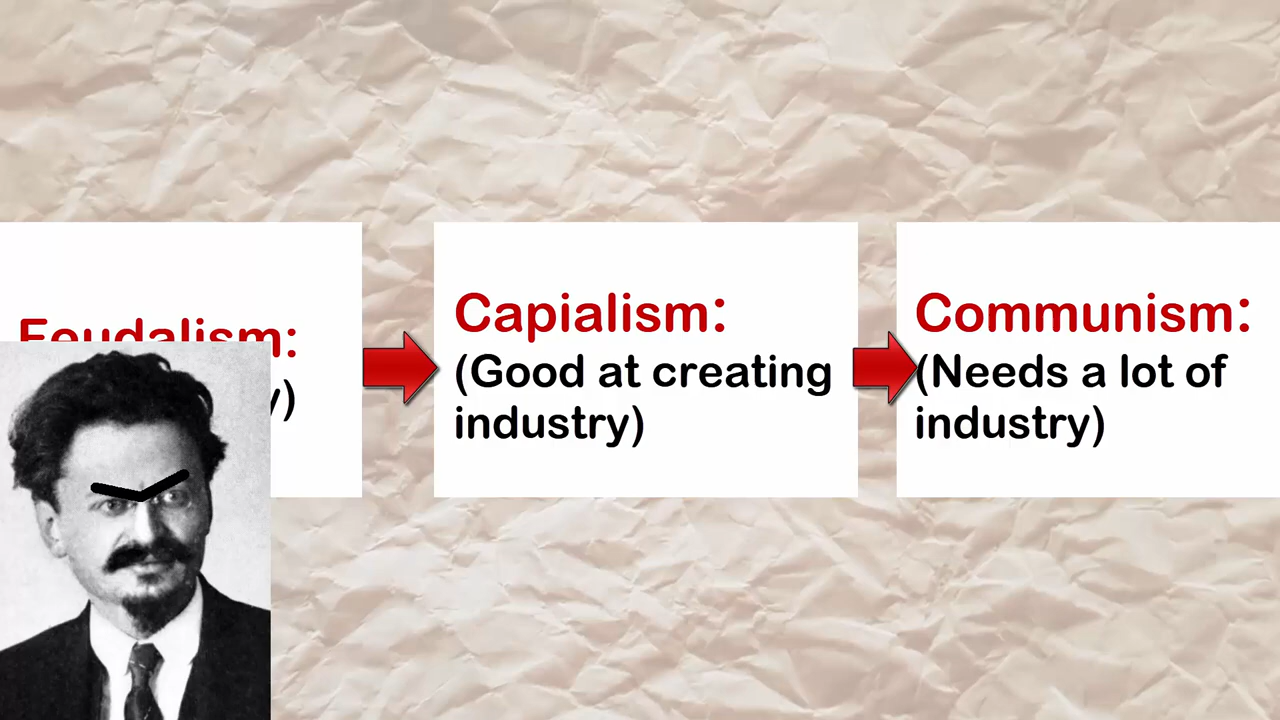 Feudalism:
y)
Capialism:
(Good at creating
industry)
Communism:
(Needs a lot of
industry)